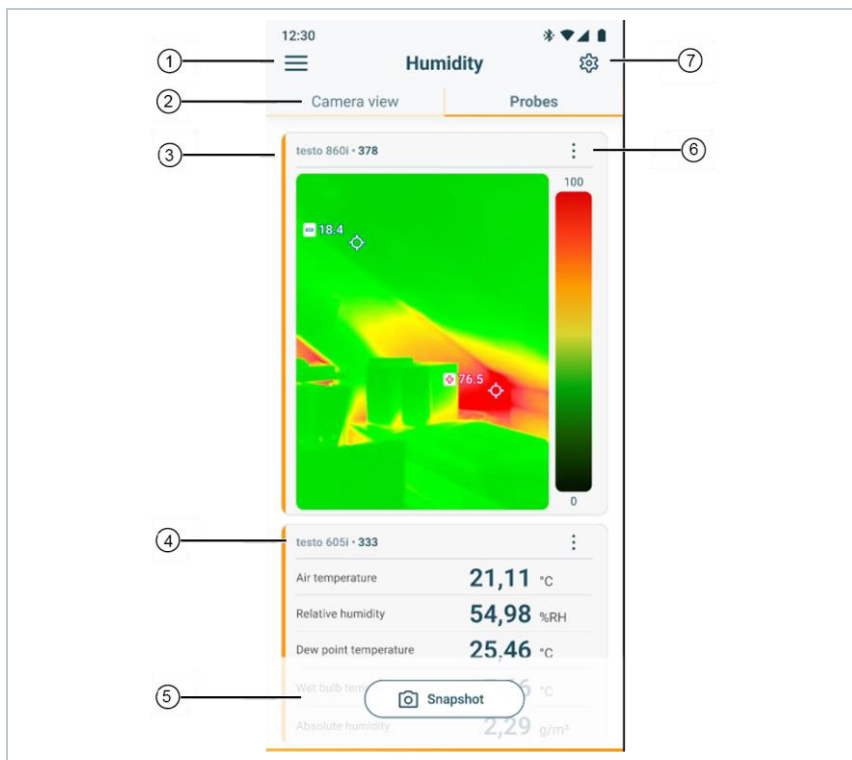 12:30
① Humidity ⑦
② Camera view Probes
③ testo 860i • 378 ⑥
100
18.4
76.5
0
④ testo 605i • 333
Air temperature 21,11 °C
Relative humidity 54,98 %RH
Dew point temperature 25,46 °C
Wet bulb °C
⑤ Snapshot
Absolute humidity 2,29 g/m³